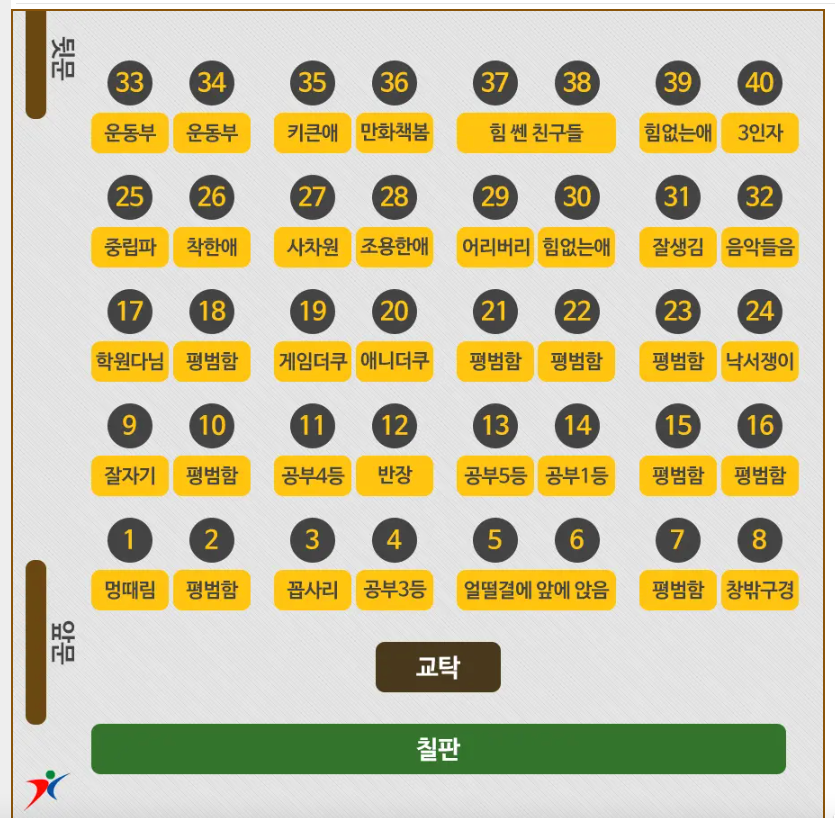 뒷문
33 34 35 36 37 38 39 40
운동부 운동부 키큰애 만화책봄 힘 쎈 친구들 힘없는애 3인자
25 26 27 28 29 30 31 32
중립파 착한애 사차원 조용한애 어리버리 힘없는애 잘생김 음악들음
17 18 19 20 21 22 23 24
학원다님 평범함 게임더쿠 애니더쿠 평범함 평범함 평범함 낙서쟁이
9 10 11 12 13 14 15 16
잘자기 평범함 공부4등 반장 공부5등 공부1등 평범함 평범함
1 2 3 4 5 6 7 8
멍때림 평범함 꼽사리 공부3등 얼떨결에 앞에 앉음 평범함 창밖구경
앞문
교탁
칠판